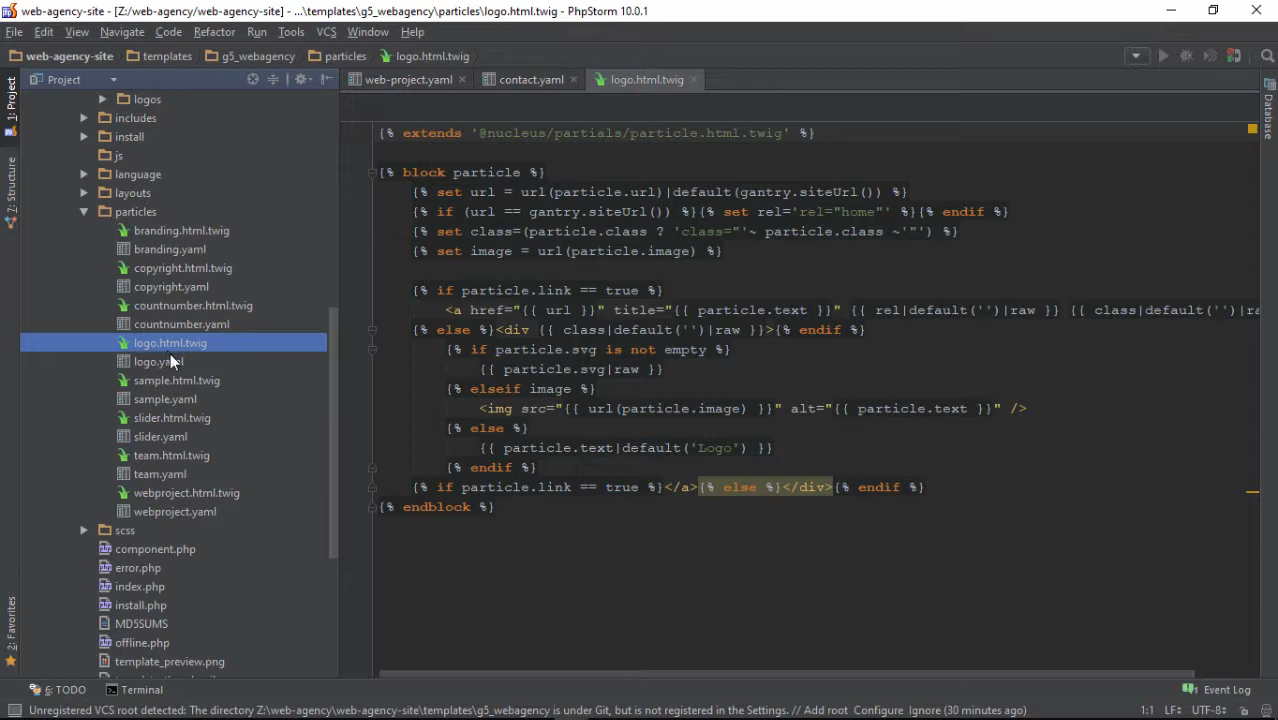 web-agency-site - [Z:/web-agency/web-agency-site] - ...\templates\g5_webagency\particles\logo.html.twig - PhpStorm 10.0.1
File Edit View Navigate Code Refactor Run Tools VCS Window Help
web-agency-site templates g5_webagency particles logo.html.twig
Project
web-project.yaml contact.yaml logo.html.twig
1: Project
7: Structure
2: Favorites
Database
logos
includes
install
js
language
layouts
particles
branding.html.twig
branding.yaml
copyright.html.twig
copyright.yaml
countnumber.html.twig
countnumber.yaml
logo.html.twig
logo.yaml
sample.html.twig
sample.yaml
slider.html.twig
slider.yaml
team.html.twig
team.yaml
webproject.html.twig
webproject.yaml
scss
component.php
error.php
index.php
install.php
MD5SUMS
offline.php
template_preview.png
{% extends '@nucleus/partials/particle.html.twig' %}
{% block particle %}
{% set url = url(particle.url)|default(gantry.siteUrl()) %}
{% if (url == gantry.siteUrl()) %}{% set rel='rel="home"' %}{% endif %}
{% set class=(particle.class ? 'class="'~ particle.class ~'"') %}
{% set image = url(particle.image) %}
{% if particle.link == true %}
<a href="{{ url }}" title="{{ particle.text }}" {{ rel|default('')|raw }} {{ class|default('')|ra
{% else %}<div {{ class|default('')|raw }}>{% endif %}
{% if particle.svg is not empty %}
{{ particle.svg|raw }}
{% elseif image %}
<img src="{{ url(particle.image) }}" alt="{{ particle.text }}" />
{% else %}
{{ particle.text|default('Logo') }}
{% endif %}
{% if particle.link == true %}</a>{% else %}</div>{% endif %}
{% endblock %}
6: TODO Terminal Event Log
Unregistered VCS root detected: The directory Z:\web-agency\web-agency-site\templates\g5_webagency is under Git, but is not registered in the Settings. // Add root Configure Ignore (30 minutes ago) 1:1 LF÷ UTF-8÷